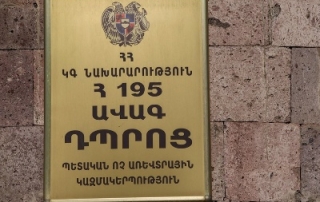 ՀՀ
ԿԳ ՆԱԽԱՐԱՐՈՒԹՅՈՒՆ
Հ 195
ԱՎԱԳ
ԴՊՐՈՑ
ՊԵՏԱԿԱՆ ՈՉ ԱՌԵՎՏՐԱՅԻՆ
ԿԱԶՄԱԿԵՐՊՈՒԹՅՈՒՆ